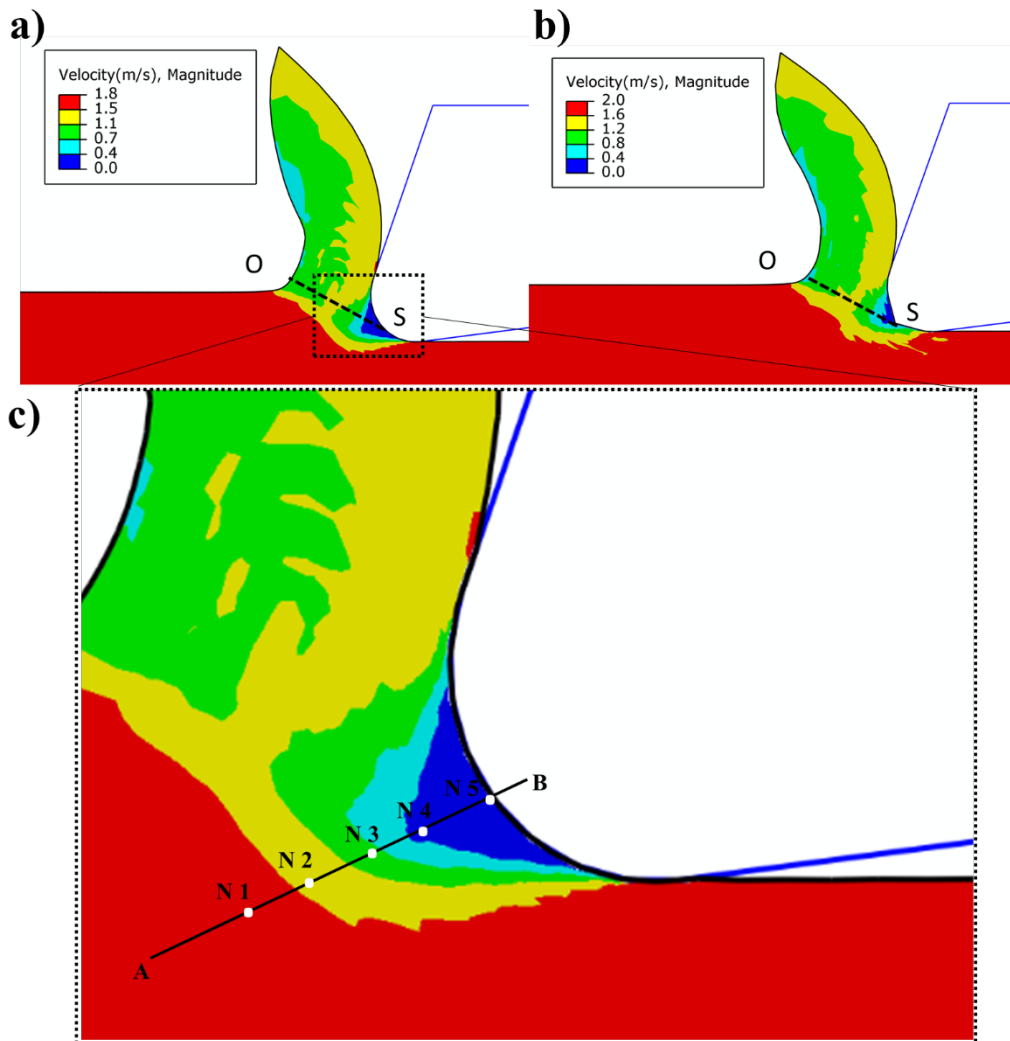 a)
Velocity(m/s), Magnitude
1.8
1.5
1.1
0.7
0.4
0.0
O
S
b)
Velocity(m/s), Magnitude
2.0
1.6
1.2
0.8
0.4
0.0
O
S
c)
N 5
B
N 4
N 3
N 2
N 1
A